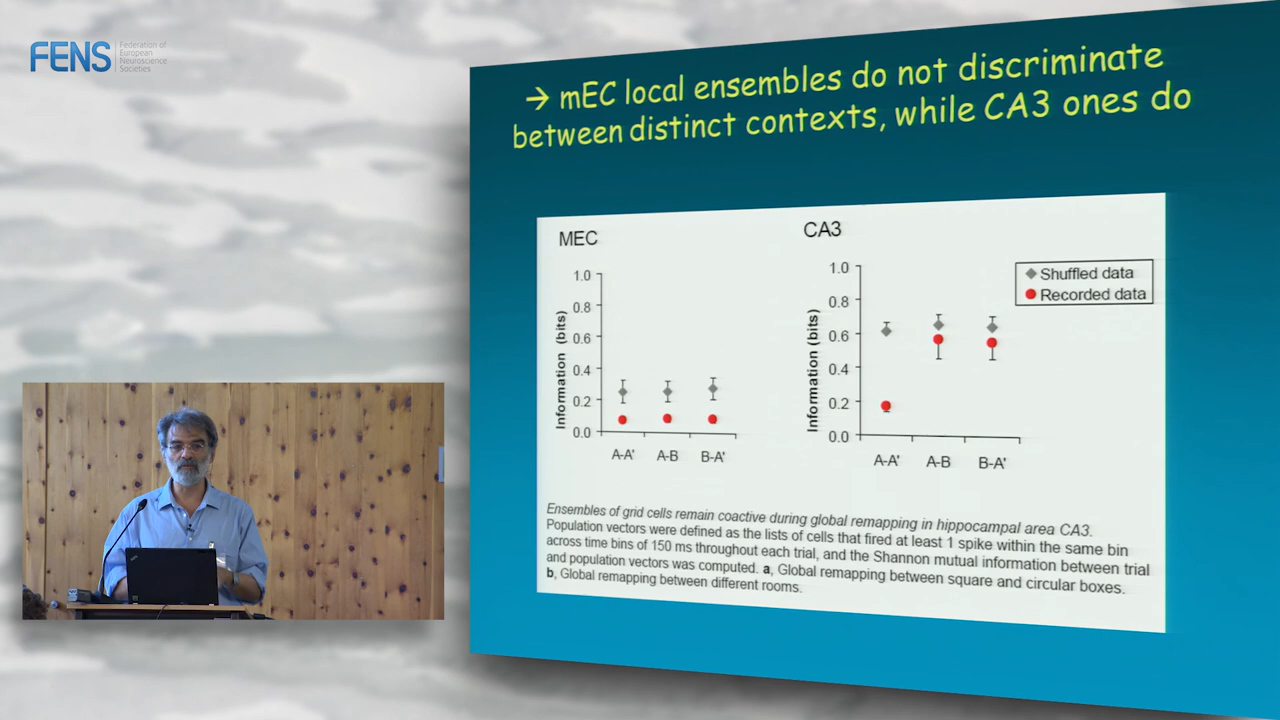 FENS
Federation of
European
Neuroscience
Societies
→ mEC local ensembles do not discriminate
between distinct contexts, while CA3 ones do
MEC
CA3
Shuffled data
Recorded data
Information (bits)
1.0
0.8
0.6
0.4
0.2
0.0
A-A'
A-B
B-A'
Information (bits)
1.0
0.8
0.6
0.4
0.2
0.0
A-A'
A-B
B-A'
Ensembles of grid cells remain coactive during global remapping in hippocampal area CA3.
Population vectors were defined as the lists of cells that fired at least 1 spike within the same bin
across time bins of 150 ms throughout each trial, and the Shannon mutual information between trial
and population vectors was computed. a, Global remapping between square and circular boxes.
b, Global remapping between different rooms.